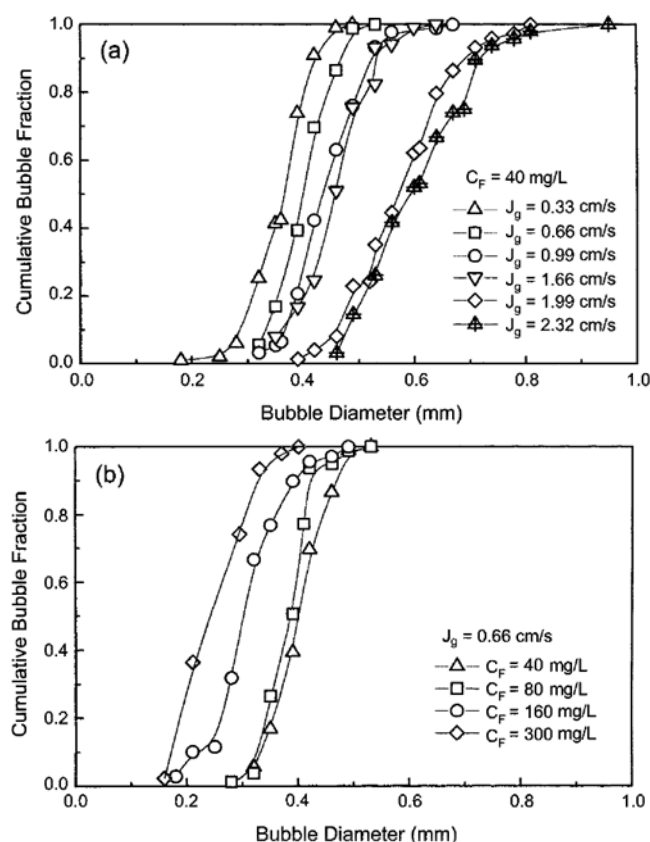 (a)
Cumulative Bubble Fraction
1.0
0.8
0.6
0.4
0.2
0.0
C_F = 40 mg/L
J_g = 0.33 cm/s
J_g = 0.66 cm/s
J_g = 0.99 cm/s
J_g = 1.66 cm/s
J_g = 1.99 cm/s
J_g = 2.32 cm/s
0.0 0.2 0.4 0.6 0.8 1.0
Bubble Diameter (mm)
(b)
Cumulative Bubble Fraction
1.0
0.8
0.6
0.4
0.2
0.0
J_g = 0.66 cm/s
C_F = 40 mg/L
C_F = 80 mg/L
C_F = 160 mg/L
C_F = 300 mg/L
0.2 0.4 0.6 0.8 1.0
Bubble Diameter (mm)